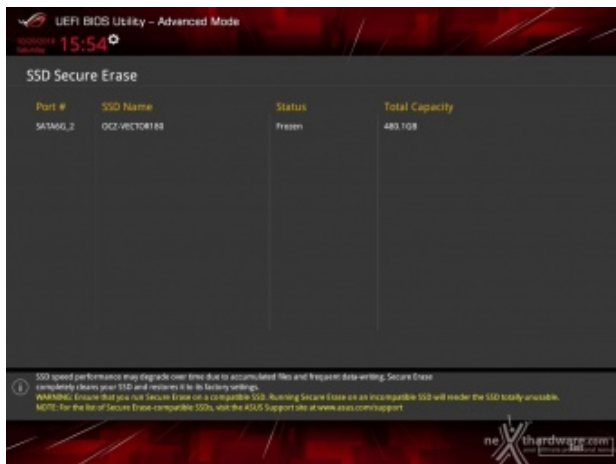 UEFI BIOS Utility – Advanced Mode
Saturday 15:54
SSD Secure Erase
Port # SSD Name Status Total Capacity
SATA6G_2 OCZ-VECTOR180 Frozen 480.1GB
SSD speed performance may degrade over time due to accumulated files and frequent data-writing. Secure Erase
completely cleans your SSD and restores it to its factory settings.
WARNING: Ensure that you run Secure Erase on a compatible SSD. Running Secure Erase on an incompatible SSD will render the SSD totally unusable.
NOTE: For the list of Secure Erase-compatible SSDs, visit the ASUS Support site at www.asus.com/support
nexthardware.com